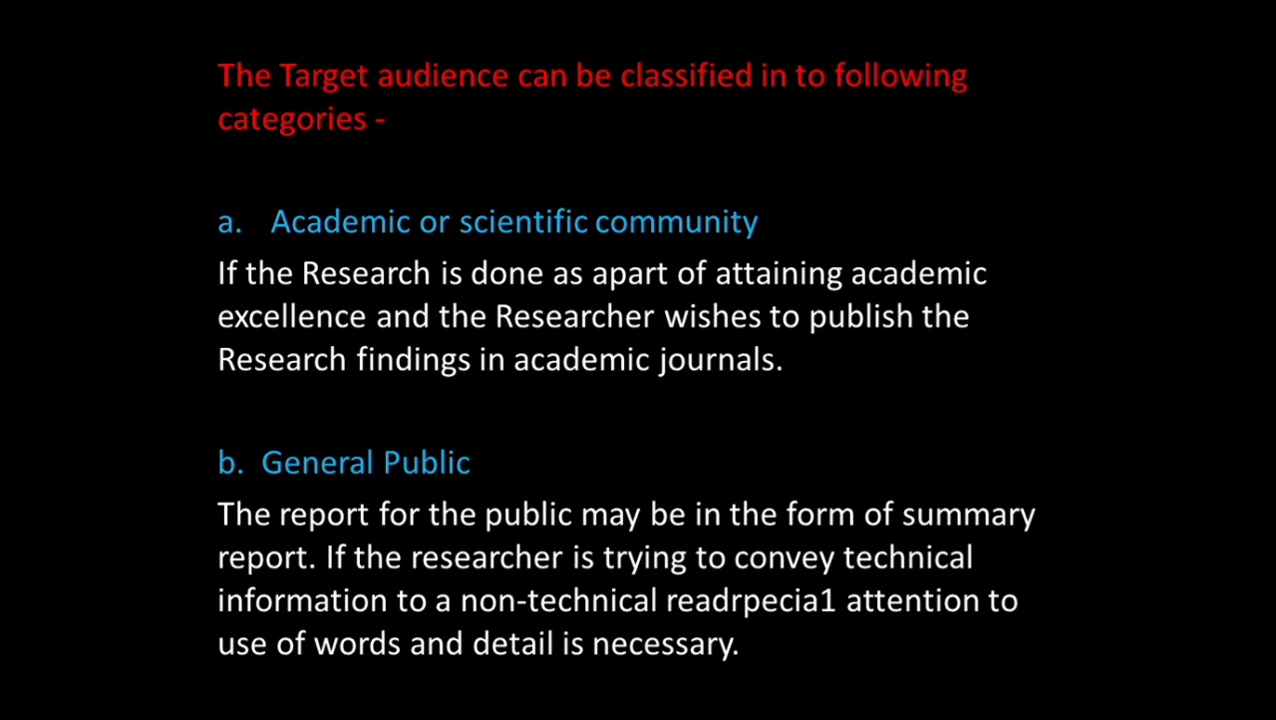 The Target audience can be classified in to following
categories -
a. Academic or scientific community
If the Research is done as apart of attaining academic
excellence and the Researcher wishes to publish the
Research findings in academic journals.
b. General Public
The report for the public may be in the form of summary
report. If the researcher is trying to convey technical
information to a non-technical readrpecia1 attention to
use of words and detail is necessary.